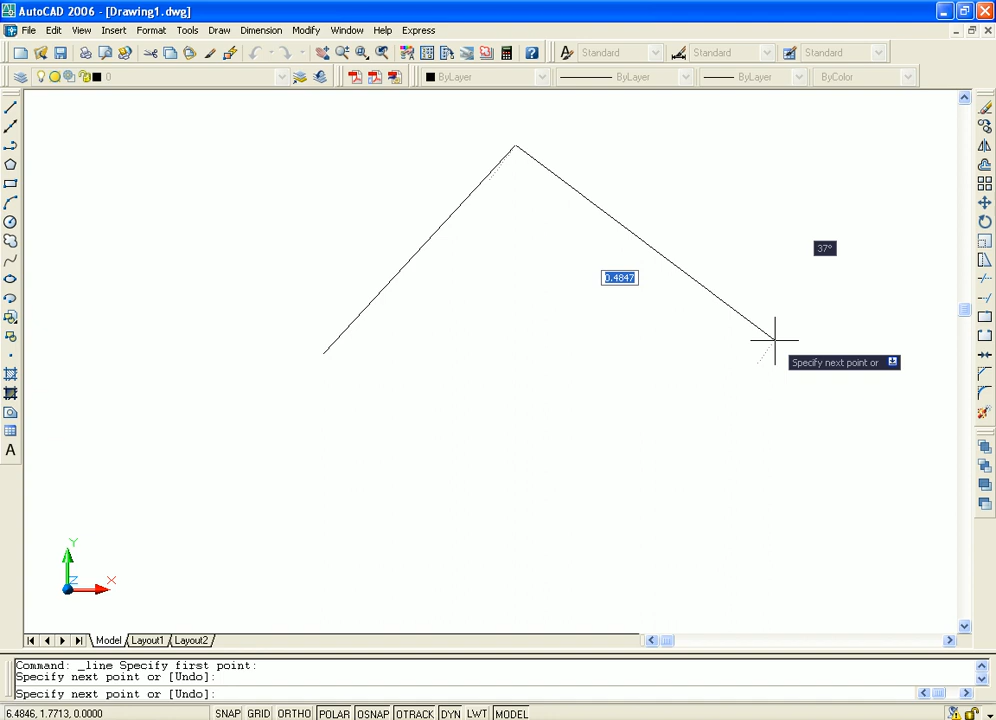 AutoCAD 2006 - [Drawing1.dwg]
File Edit View Insert Format Tools Draw Dimension Modify Window Help Express
Standard Standard Standard
0 ByLayer ByLayer ByLayer ByColor
37°
0.4847
Specify next point or
Y
Z X
Model Layout1 Layout2
Command: _line Specify first point:
Specify next point or [Undo]:
Specify next point or [Undo]:
6.4846, 1.7713, 0.0000 SNAP GRID ORTHO POLAR OSNAP OTRACK DYN LWT MODEL